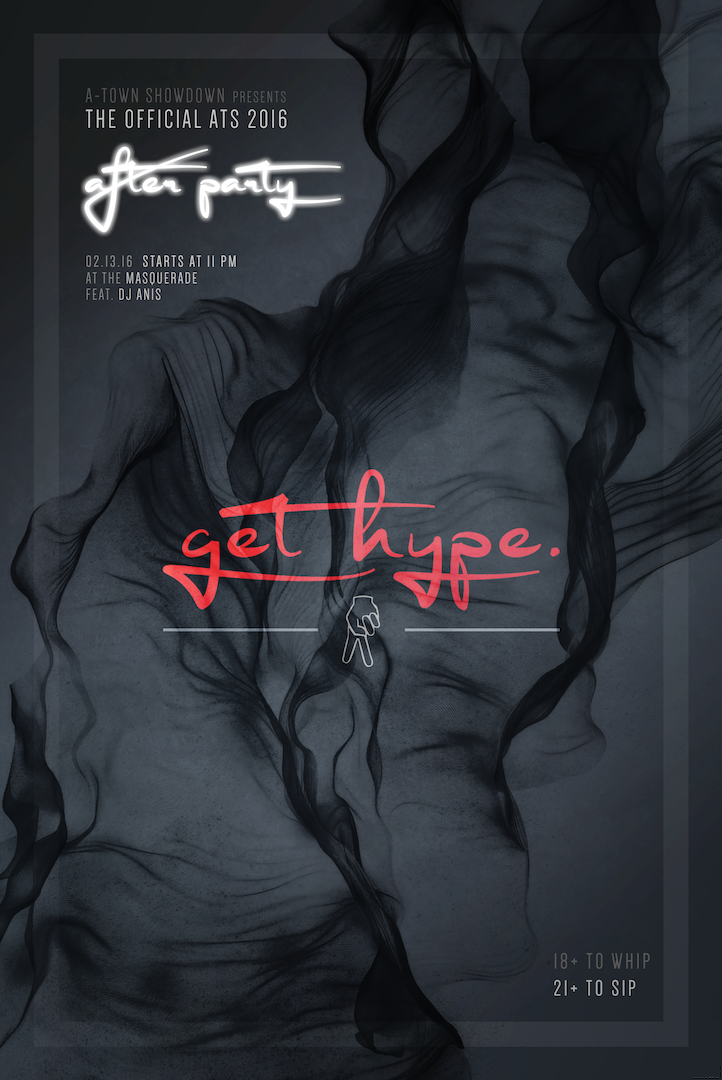 A-TOWN SHOWDOWN PRESENTS
THE OFFICIAL ATS 2016
after party
02.13.16 STARTS AT 11 PM
AT THE MASQUERADE
FEAT. DJ ANIS
get hype.
18+ TO WHIP
21+ TO SIP